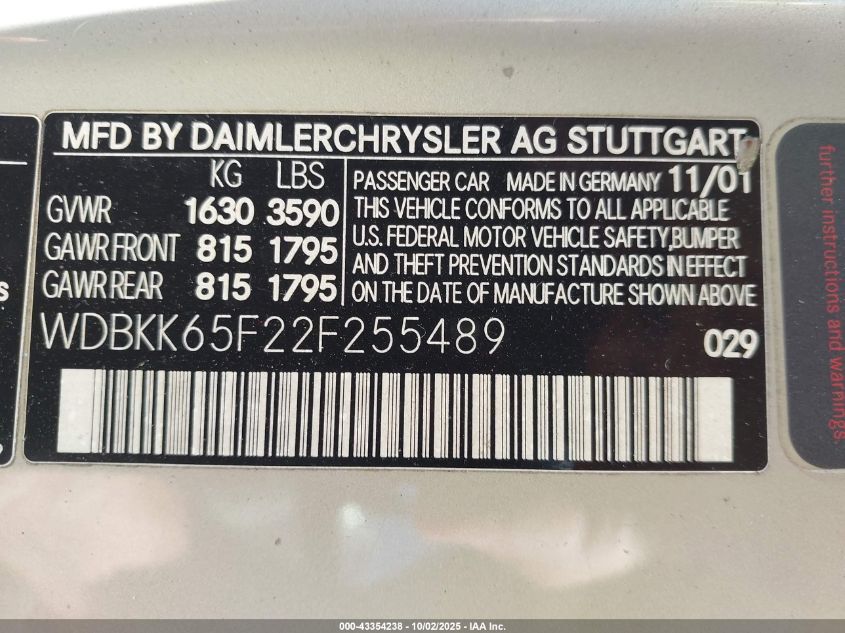 MFD BY DAIMLERCHRYSLER AG STUTTGART
KG LBS
GVWR 1630 3590
GAWR FRONT 815 1795
GAWR REAR 815 1795
PASSENGER CAR MADE IN GERMANY 11/01
THIS VEHICLE CONFORMS TO ALL APPLICABLE
U.S. FEDERAL MOTOR VEHICLE SAFETY, BUMPER
AND THEFT PREVENTION STANDARDS IN EFFECT
ON THE DATE OF MANUFACTURE SHOWN ABOVE
WDBKK65F22F255489
029
further instructions and warnings.
s
000-43354238 - 10/02/2025 - IAA Inc.